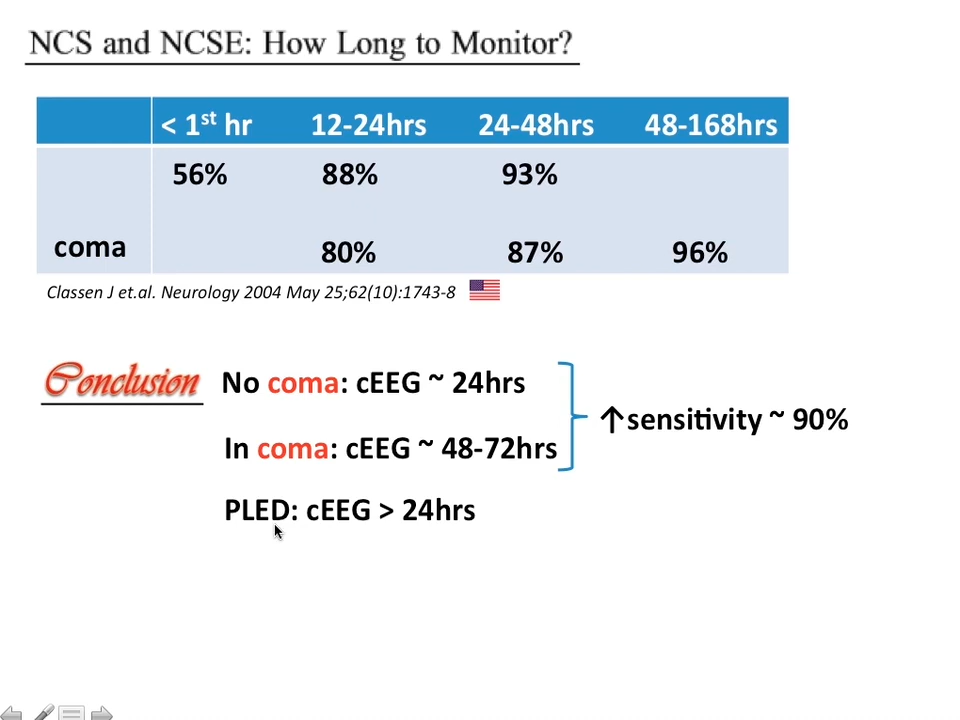 NCS and NCSE: How Long to Monitor?
< 1st hr 12-24hrs 24-48hrs 48-168hrs
56% 88% 93%
coma 80% 87% 96%
Classen J et.al. Neurology 2004 May 25;62(10):1743-8
Conclusion No coma: cEEG ~ 24hrs
↑sensitivity ~ 90%
In coma: cEEG ~ 48-72hrs
PLED: cEEG > 24hrs